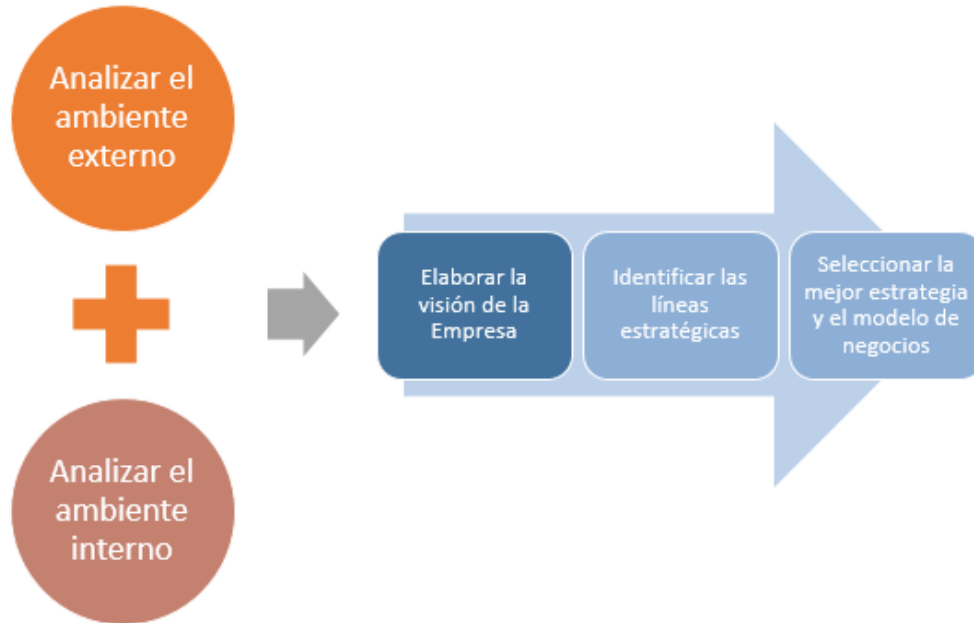 Analizar el
ambiente
externo
Analizar el
ambiente
interno
Elaborar la
visión de la
Empresa
Identificar las
líneas
estratégicas
Seleccionar la
mejor estrategia
y el modelo de
negocios